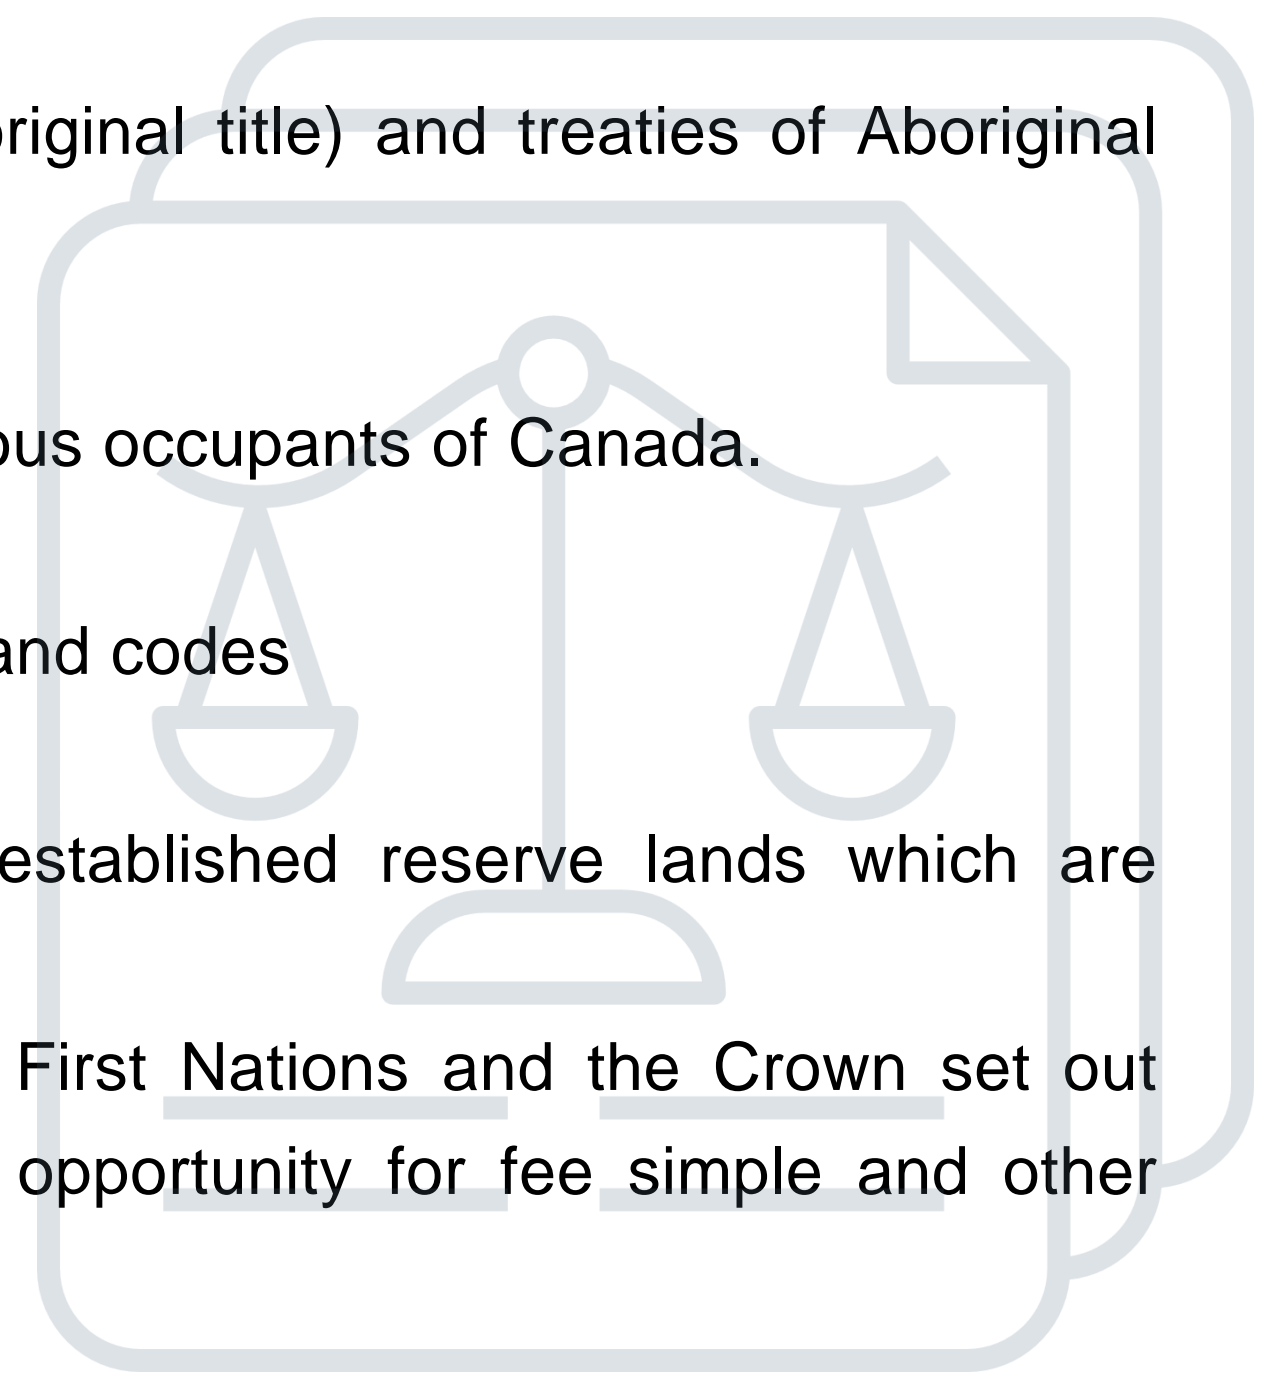 original title) and treaties of Aboriginal
ous occupants of Canada.
and codes
established reserve lands which are
First Nations and the Crown set out
opportunity for fee simple and other